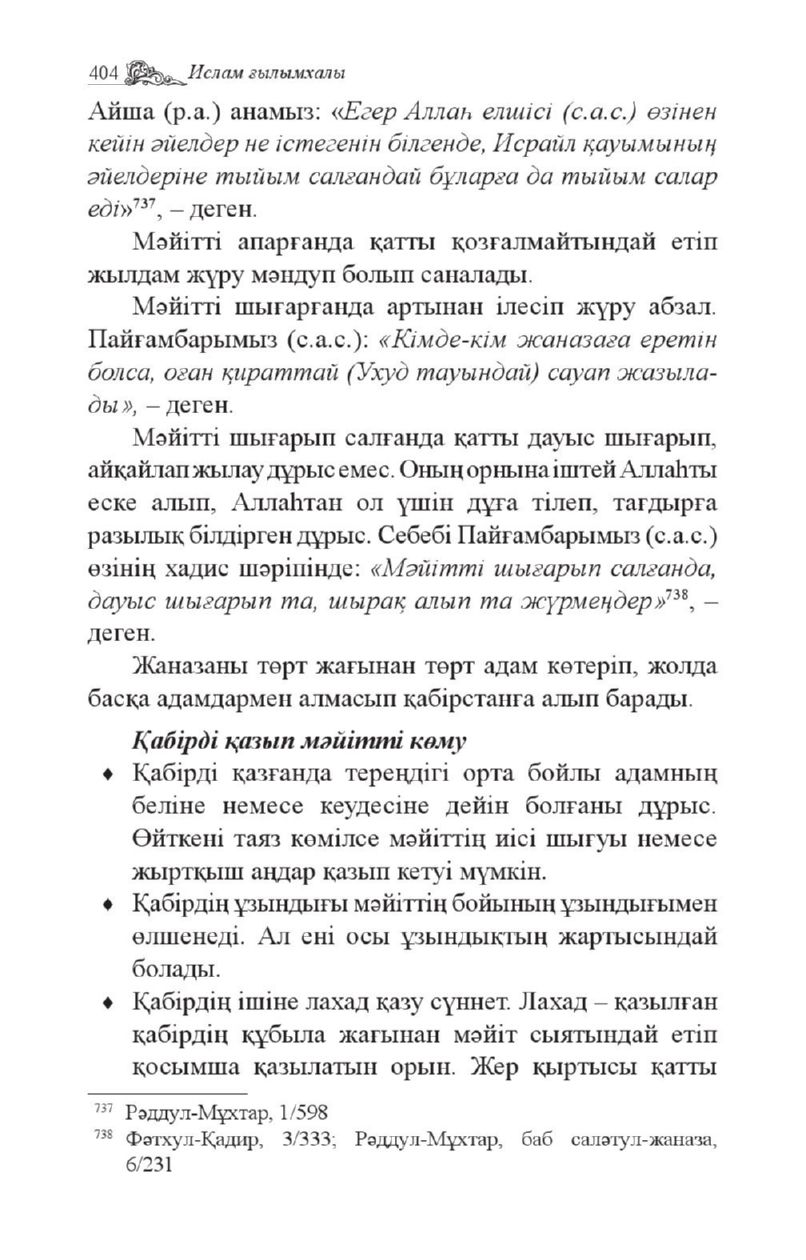 404 Ислам ғылымхалы
Айша (р.а.) анамыз: «Егер Аллаһ елшісі (с.а.с.) өзінен
кейін әйелдер не істегенін білгенде, Исрайл қауымының
әйелдеріне тыйым салғандай бұларға да тыйым салар
еді»⁷³⁷, – деген.
Мәйітті апарғанда қатты қозғалмайтындай етіп
жылдам жүру мәндуп болып саналады.
Мәйітті шығарғанда артынан ілесіп жүру абзал.
Пайғамбарымыз (с.а.с.): «Кімде-кім жаназаға еретін
болса, оған қираттай (Ухуд тауындай) сауап жазыла-
ды», – деген.
Мәйітті шығарып салғанда қатты дауыс шығарып,
айқайлап жылау дұрыс емес. Оның орнына іштей Аллаһты
еске алып, Аллаһтан ол үшін дұға тілеп, тағдырға
разылық білдірген дұрыс. Себебі Пайғамбарымыз (с.а.с.)
өзінің хадис шәріпінде: «Мәйітті шығарып салғанда,
дауыс шығарып та, шырақ алып та жүрмеңдер»⁷³⁸, –
деген.
Жаназаны төрт жағынан төрт адам көтеріп, жолда
басқа адамдармен алмасып қабірстанға алып барады.
Қабірді қазып мәйітті көму
♦ Қабірді қазғанда тереңдігі орта бойлы адамның
беліне немесе кеудесіне дейін болғаны дұрыс.
Өйткені таяз көмілсе мәйіттің иісі шығуы немесе
жыртқыш аңдар қазып кетуі мүмкін.
♦ Қабірдің ұзындығы мәйіттің бойының ұзындығымен
өлшенеді. Ал ені осы ұзындықтың жартысындай
болады.
♦ Қабірдің ішіне лахад қазу сүннет. Лахад – қазылған
қабірдің құбыла жағынан мәйіт сыятындай етіп
қосымша қазылатын орын. Жер қыртысы қатты
⁷³⁷ Рәддул-Мұхтар, 1/598
⁷³⁸ Фәтхул-Қадир, 3/333; Рәддул-Мұхтар, баб саләтул-жаназа,
6/231